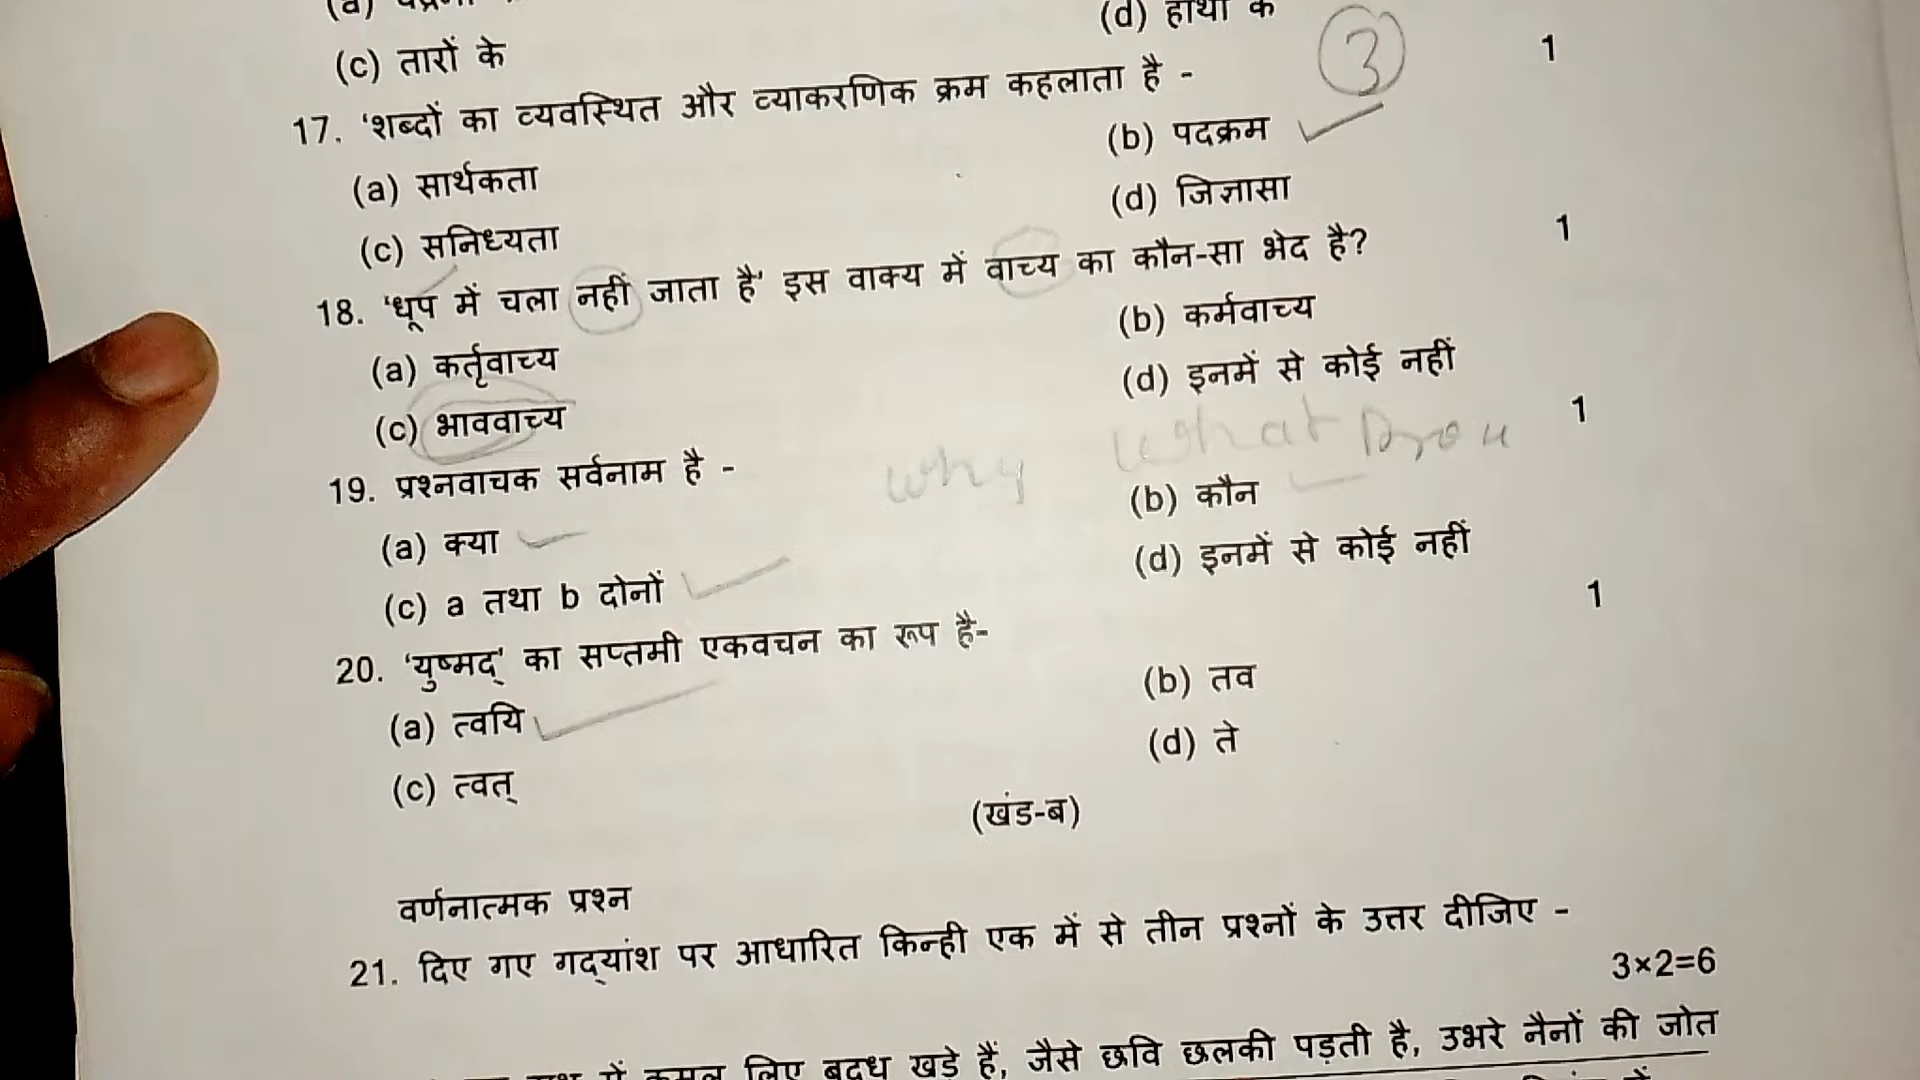 (c) तारों के
(d) हाथी के
17. 'शब्दों का व्यवस्थित और व्याकरणिक क्रम कहलाता है - 1
3
(a) सार्थकता
(b) पदक्रम
(c) सनिध्यता
(d) जिज्ञासा
18. 'धूप में चला नहीं जाता है' इस वाक्य में वाच्य का कौन-सा भेद है? 1
(a) कर्तृवाच्य
(b) कर्मवाच्य
(c) भाववाच्य
(d) इनमें से कोई नहीं
19. प्रश्नवाचक सर्वनाम है - 1
why what
(a) क्या
(b) कौन
(c) a तथा b दोनों
(d) इनमें से कोई नहीं
20. 'युष्मद्' का सप्तमी एकवचन का रूप है- 1
(a) त्वयि
(b) तव
(c) त्वत्
(d) ते
(खंड-ब)
वर्णनात्मक प्रश्न
21. दिए गए गद्यांश पर आधारित किन्ही एक में से तीन प्रश्नों के उत्तर दीजिए -
3×2=6
में कमल लिए बद्ध खड़े हैं, जैसे छवि छलकी पड़ती है, उभरे नैनों की जोत